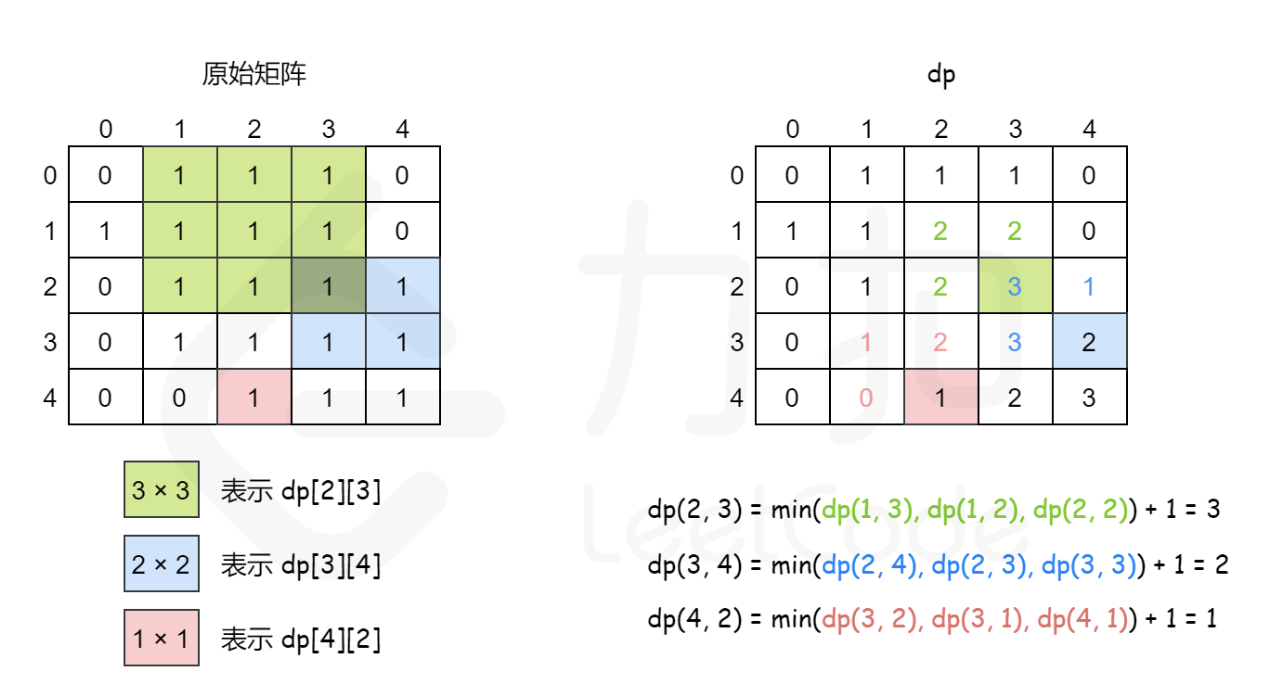 原始矩阵
0 1 2 3 4
0 0 1 1 1 0
1 1 1 1 1 0
2 0 1 1 1 1
3 0 1 1 1 1
4 0 0 1 1 1
3 × 3 表示 dp[2][3]
2 × 2 表示 dp[3][4]
1 × 1 表示 dp[4][2]
dp
0 1 2 3 4
0 0 1 1 1 0
1 1 1 2 2 0
2 0 1 2 3 1
3 0 1 2 3 2
4 0 0 1 2 3
dp(2, 3) = min(dp(1, 3), dp(1, 2), dp(2, 2)) + 1 = 3
dp(3, 4) = min(dp(2, 4), dp(2, 3), dp(3, 3)) + 1 = 2
dp(4, 2) = min(dp(3, 2), dp(3, 1), dp(4, 1)) + 1 = 1
力扣
LeetCode